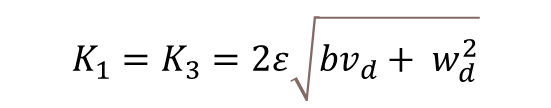 K₁ = K₃ = 2ε√(bv_d + w_d²)